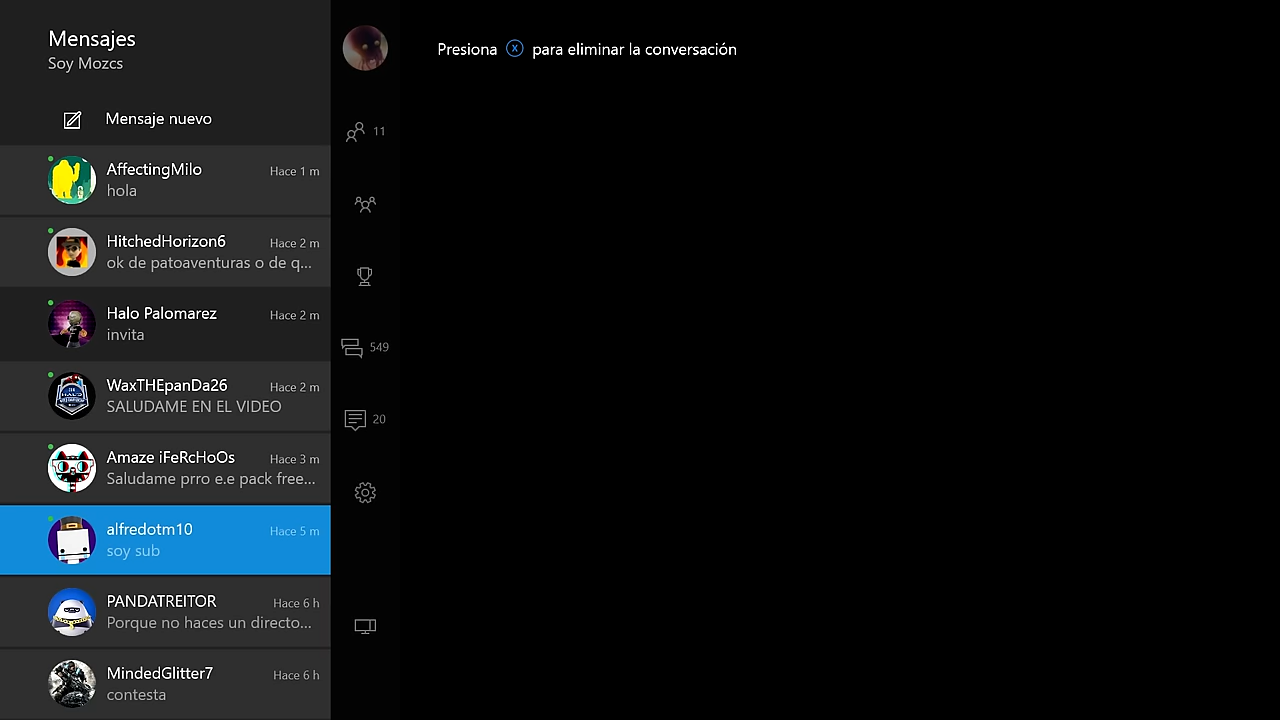 Mensajes
Soy Mozcs
Mensaje nuevo
AffectingMilo Hace 1 m
hola
HitchedHorizon6 Hace 2 m
ok de patoaventuras o de q...
Halo Palomarez Hace 2 m
invita
WaxTHEpanDa26 Hace 2 m
SALUDAME EN EL VIDEO
Amaze iFeRcHoOs Hace 3 m
Saludame prro e.e pack free...
alfredotm10 Hace 5 m
soy sub
PANDATREITOR Hace 6 h
Porque no haces un directo...
MindedGlitter7 Hace 6 h
contesta
11
549
20
Presiona X para eliminar la conversación